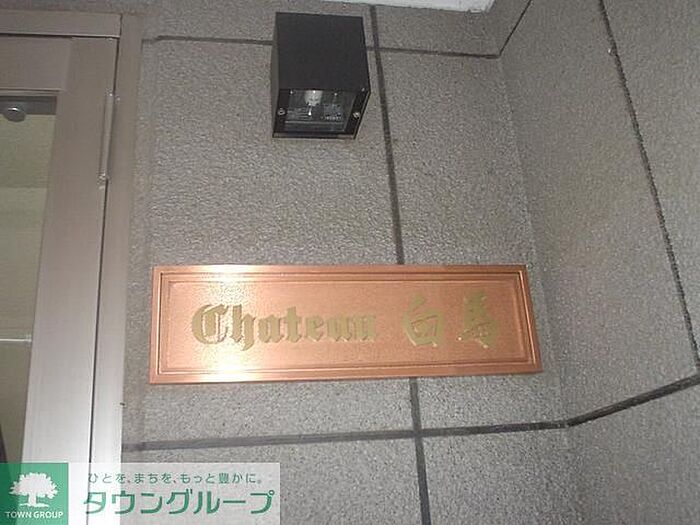 Chateau 白馬
ひとを、まちを、もっと豊かに。
タウングループ
TOWN GROUP